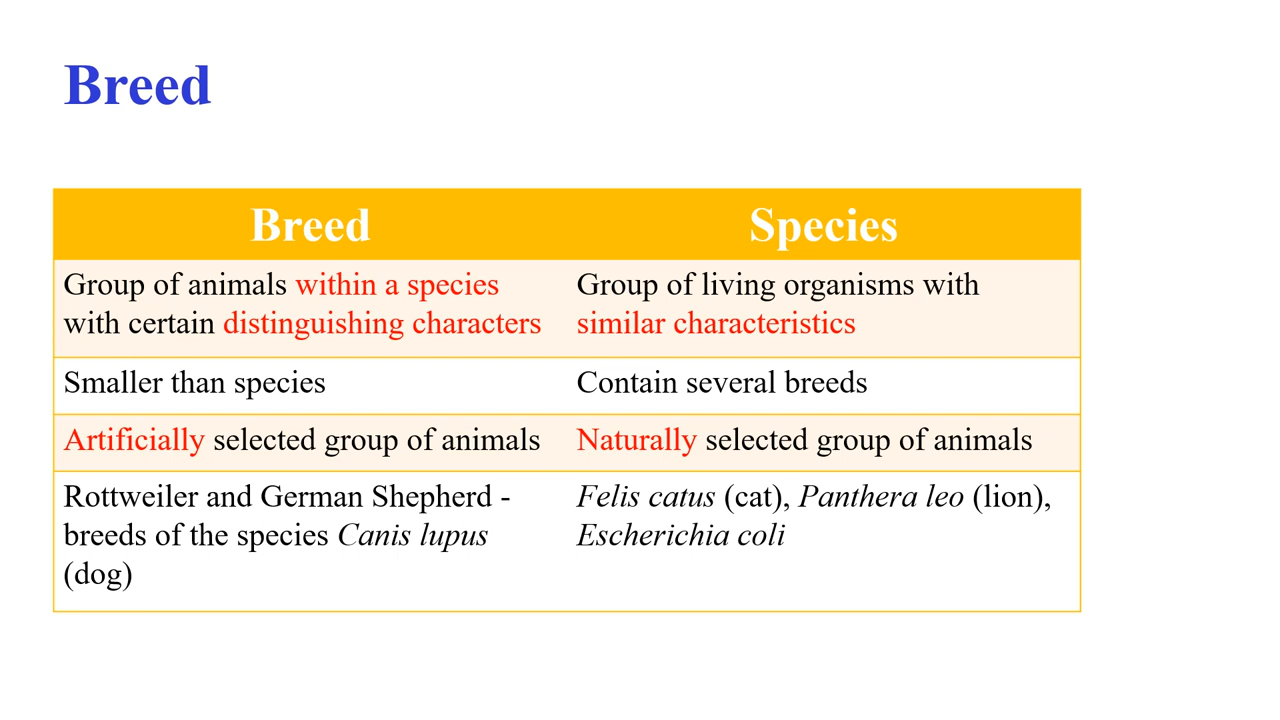 Breed
Breed
Species
Group of animals within a species
with certain distinguishing characters
Group of living organisms with
similar characteristics
Smaller than species
Contain several breeds
Artificially selected group of animals
Naturally selected group of animals
Rottweiler and German Shepherd -
breeds of the species Canis lupus
(dog)
Felis catus (cat), Panthera leo (lion),
Escherichia coli